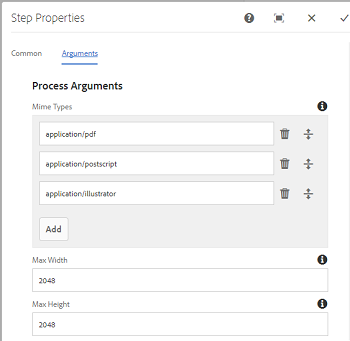 Step Properties
Common Arguments
Process Arguments
Mime Types
application/pdf
application/postscript
application/illustrator
Add
Max Width
2048
Max Height
2048